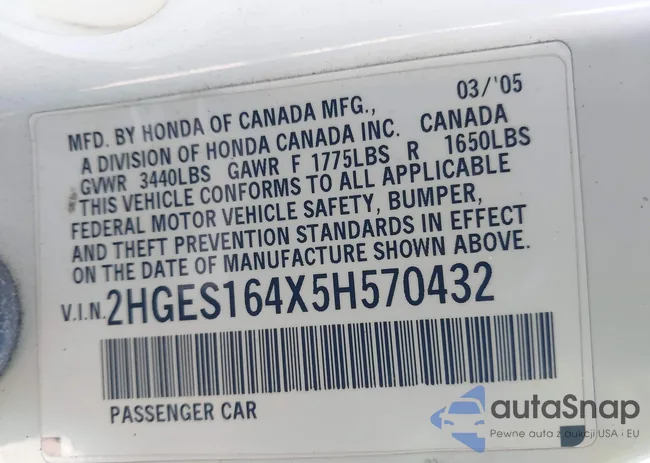 03/'05
MFD. BY HONDA OF CANADA MFG.,
A DIVISION OF HONDA CANADA INC. CANADA
GVWR 3440LBS GAWR F 1775LBS R 1650LBS
THIS VEHICLE CONFORMS TO ALL APPLICABLE
FEDERAL MOTOR VEHICLE SAFETY, BUMPER,
AND THEFT PREVENTION STANDARDS IN EFFECT
ON THE DATE OF MANUFACTURE SHOWN ABOVE.
V.I.N. 2HGES164X5H570432
PASSENGER CAR
autaSnap
Pewne auta z aukcji USA i EU